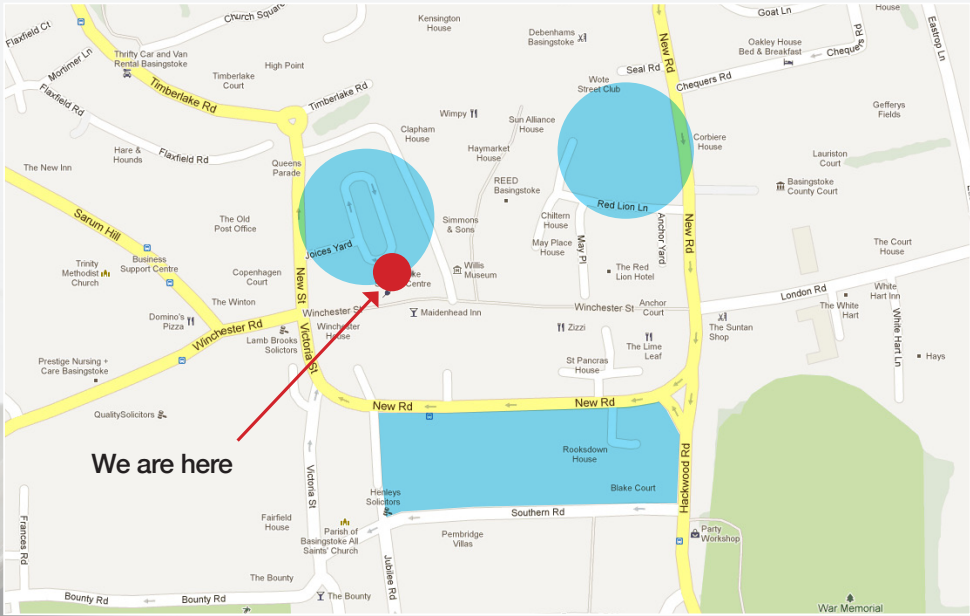 Flaxfield Ct
Church Square
Kensington
House
Debenhams
Basingstoke
New Rd
Goat Ln
House
Oakley House
Bed & Breakfast
Chequers Rd
Eastrop Ln
Mortimer Ln
Thrifty Car and Van
Rental Basingstoke
High Point
Timberlake
Court
Timberlake Rd
Timberlake Rd
Seal Rd
Wote
Street Club
Chequers Rd
Flaxfield Rd
Wimpy
Sun Alliance
House
Gefferys
Fields
Clapham
House
Corbiere
House
Hare &
Hounds
Flaxfield Rd
Haymarket
House
Lauriston
Court
The New Inn
Queens
Parade
REED
Basingstoke
Basingstoke
County Court
Red Lion Ln
Sarum Hill
The Old
Post Office
Simmons
& Sons
Chiltern
House
Anchor Yard
New Rd
Joices Yard
May Place
House
May Pl
The Court
House
Trinity
Methodist
Church
Business
Support Centre
Copenhagen
Court
New St
Willis
Museum
The Red
Lion Hotel
Centre
White
Hart Inn
London Rd
The Winton
Winchester St
Maidenhead Inn
Winchester St
Anchor
Court
The White
Hart
Domino's
Pizza
Winchester Rd
Lamb Brooks
Solicitors
Winchester
House
Victoria St
Zizzi
The Lime
Leaf
The Suntan
Shop
White Hart Ln
Hays
Prestige Nursing +
Care Basingstoke
St Pancras
House
QualitySolicitors
New Rd
New Rd
We are here
Rooksdown
House
Hackwood Rd
Victoria St
Henleys
Solicitors
Blake Court
Southern Rd
Frances Rd
Fairfield
House
Parish of
Basingstoke All
Saints' Church
Pembridge
Villas
Party
Workshop
Jubilee Rd
The Bounty
Bounty Rd
Bounty Rd
The Bounty
War Memorial